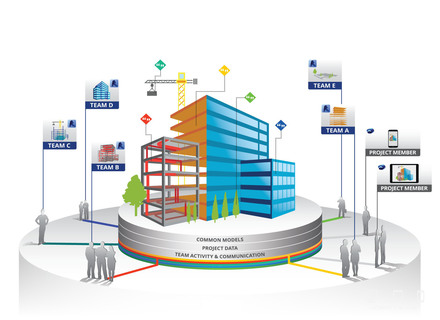 TEAM E
TEAM D
TEAM A
TEAM C
TEAM B
PROJECT MEMBER
PROJECT MEMBER
COMMON MODELS
PROJECT DATA
TEAM ACTIVITY & COMMUNICATION